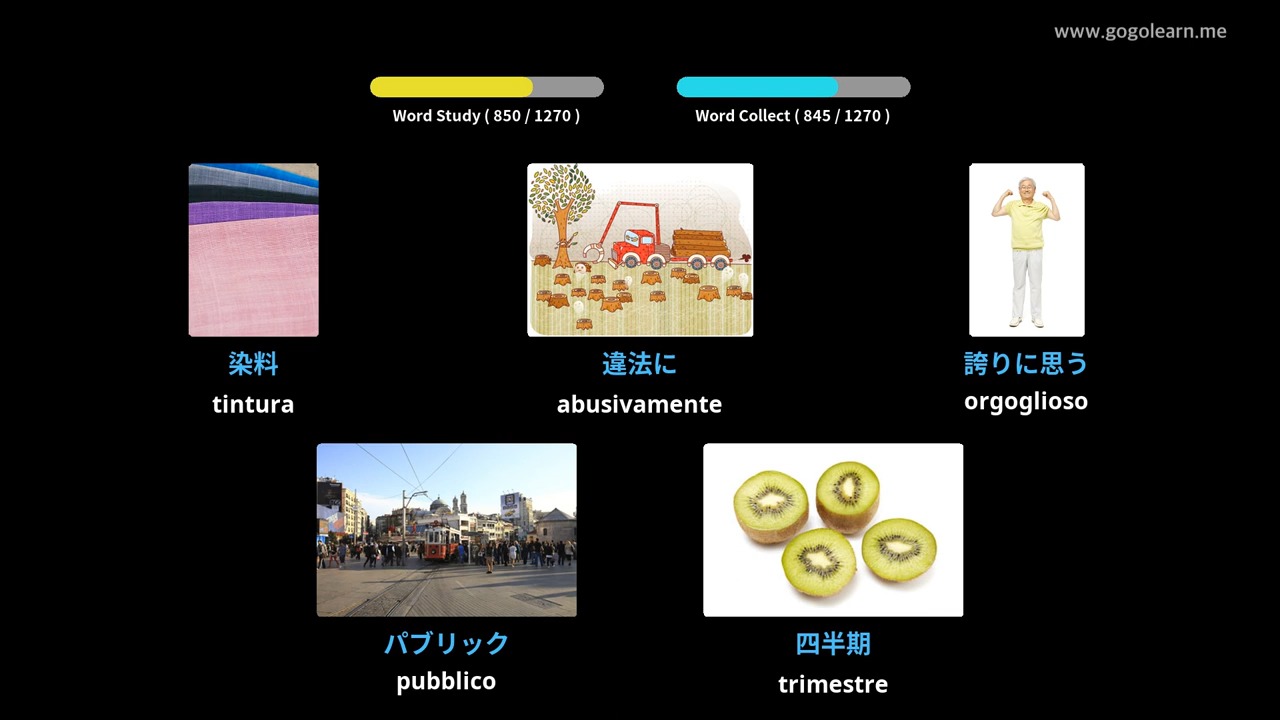 www.gogolearn.me
Word Study ( 850 / 1270 )
Word Collect ( 845 / 1270 )
染料
違法に
誇りに思う
tintura
abusivamente
orgoglioso
パブリック
四半期
pubblico
trimestre